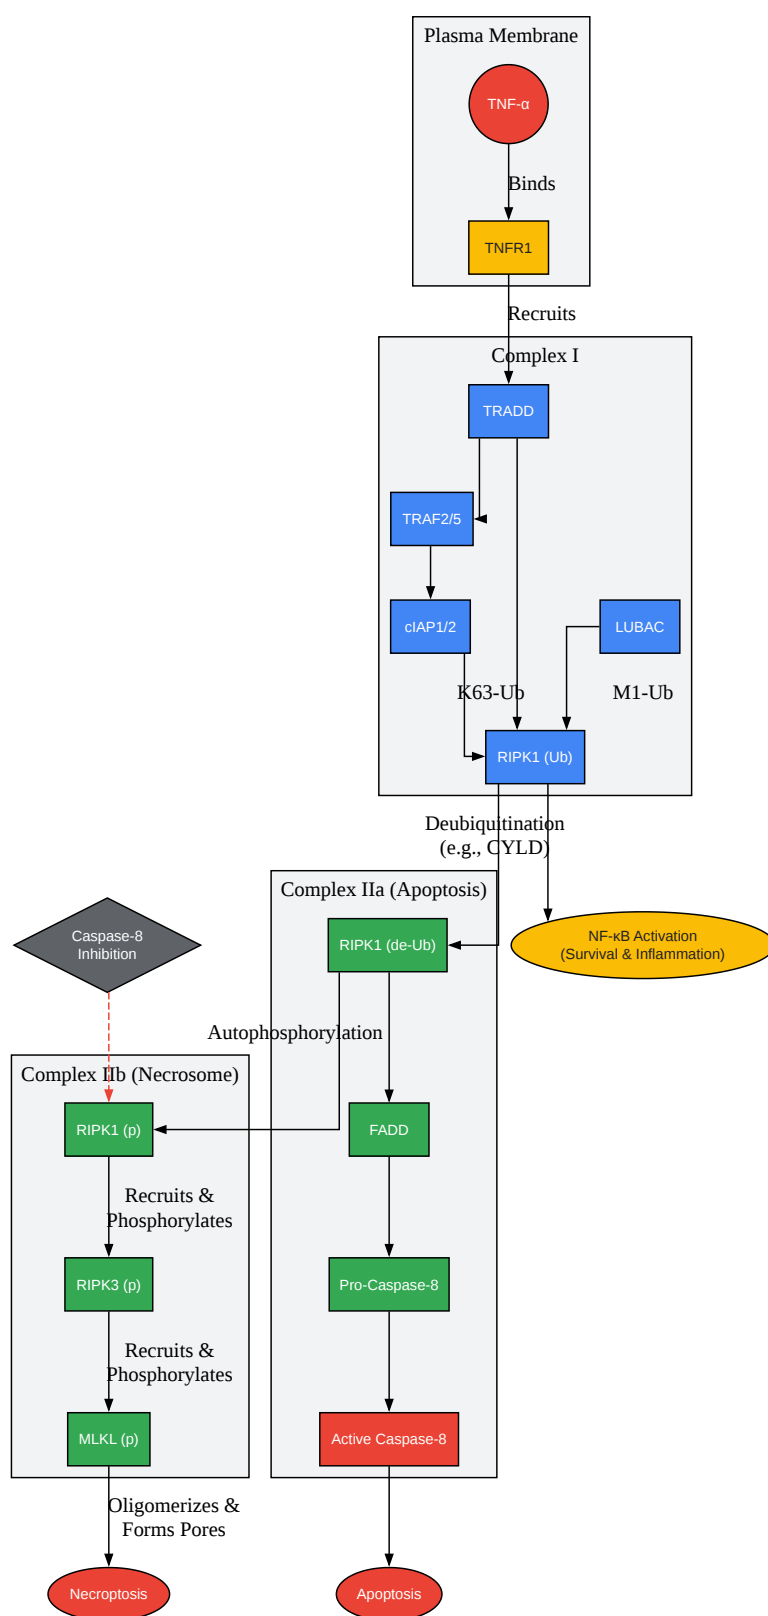 Plasma Membrane
TNF-α
Binds
TNFR1
Recruits
Complex I
TRADD
TRAF2/5
cIAP1/2
LUBAC
K63-Ub
M1-Ub
RIPK1 (Ub)
Deubiquitination
(e.g., CYLD)
Complex IIa (Apoptosis)
Caspase-8
Inhibition
RIPK1 (de-Ub)
NF-κB Activation
(Survival & Inflammation)
Autophosphorylation
Complex IIb (Necrosome)
RIPK1 (p)
FADD
Recruits &
Phosphorylates
RIPK3 (p)
Pro-Caspase-8
Recruits &
Phosphorylates
MLKL (p)
Active Caspase-8
Oligomerizes &
Forms Pores
Necroptosis
Apoptosis